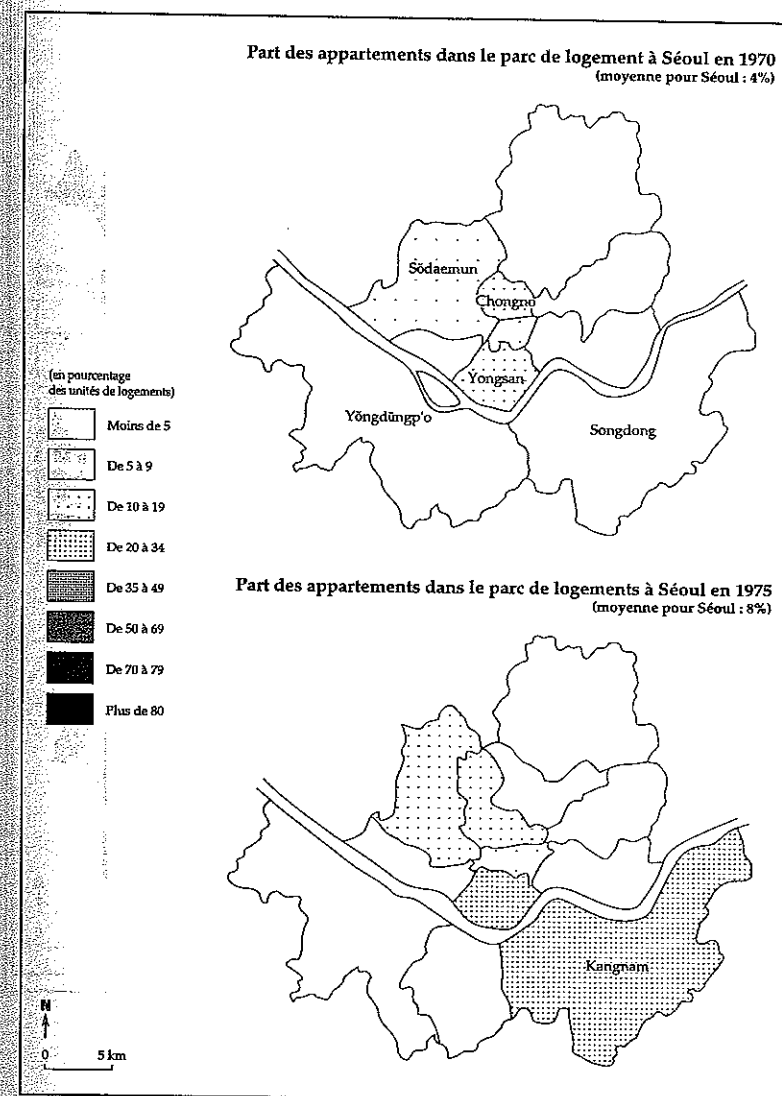 Part des appartements dans le parc de logement à Séoul en 1970
(moyenne pour Séoul : 4%)
Sŏdaemun
Chongno
Yongsan
Yŏngdŭngp'o
Songdong
(en pourcentage
des unités de logements)
Moins de 5
De 5 à 9
De 10 à 19
De 20 à 34
De 35 à 49
De 50 à 69
De 70 à 79
Plus de 80
Part des appartements dans le parc de logements à Séoul en 1975
(moyenne pour Séoul : 8%)
Kangnam
N
0 5 km